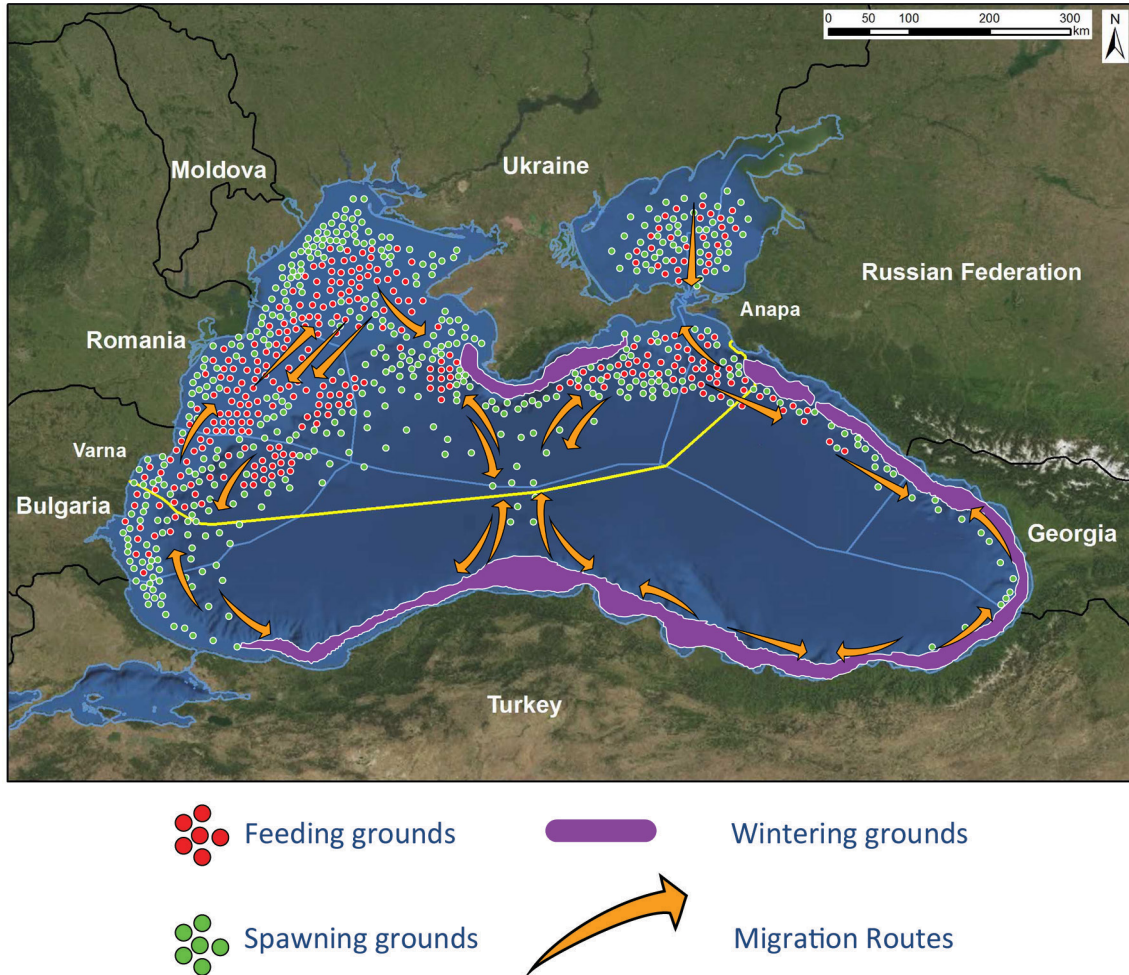 0 50 100 200 300
km
N
Moldova
Ukraine
Russian Federation
Anapa
Romania
Varna
Bulgaria
Georgia
Turkey
Feeding grounds
Wintering grounds
Spawning grounds
Migration Routes